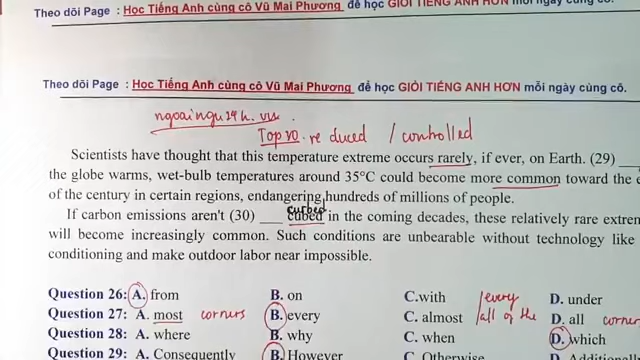 Theo dõi Page : Học Tiếng Anh cùng cô Vũ Mai Phương để học GIỎI TIẾNG ANH HƠN mỗi ngày cùng cô.
Theo dõi Page : Học Tiếng Anh cùng cô Vũ Mai Phương để học GIỎI TIẾNG ANH HƠN mỗi ngày cùng cô.
ngoaingu24h.vn
Top 10. reduced / controlled
Scientists have thought that this temperature extreme occurs rarely, if ever, on Earth. (29) ___
the globe warms, wet-bulb temperatures around 35°C could become more common toward the
of the century in certain regions, endangering hundreds of millions of people.
curbed
If carbon emissions aren't (30) ___ cubed in the coming decades, these relatively rare
will become increasingly common. Such conditions are unbearable without technology like
conditioning and make outdoor labor near impossible.
Question 26: A. from B. on C.with D. under
Question 27: A. most corners B. every C. almost /every /all of the D. all corner
Question 28: A. where B. why C. when D. which
Question 29: A. Consequently B. However C. Otherwise D. Additionally